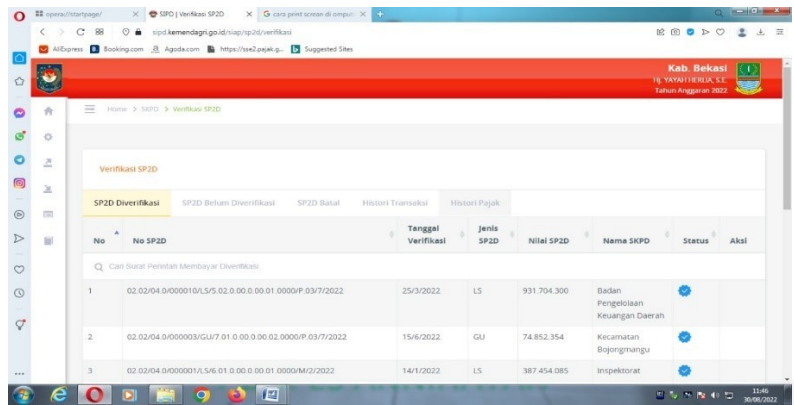 opera://startpage/
SIPD | Verifikasi SP2D
sipd.kemendagri.go.id/siap/sp2d/verifikasi
AliExpress
Booking.com
Agoda.com
https://sse2.pajak.g...
Suggested Sites
Kab. Bekasi
Hj. YAYAH HERLIA, S.E.
Tahun Anggaran 2022
Home > SKPD > Verifikasi SP2D
Verifikasi SP2D
SP2D Diverifikasi SP2D Belum Diverifikasi SP2D Batal Histori Transaksi Histori Pajak
No No SP2D Tanggal Verifikasi Jenis SP2D Nilai SP2D Nama SKPD Status Aksi
Cari Surat Perintah Membayar Diverifikasi
1 02.02/04.0/000010/LS/5.02.0.00.0.00.01.0000/P.03/7/2022 25/3/2022 LS 931.704.300 Badan
Pengelolaan
Keuangan Daerah
2 02.02/04.0/000003/GU/7.01.0.00.0.00.02.0000/P.03/7/2022 15/6/2022 GU 74.852.354 Kecamatan
Bojongmangu
3 02.02/04.0/000001/LS/6.01.0.00.0.00.01.0000/M/2/2022 14/1/2022 LS 387.454.085 Inspektorat
11:46
30/08/2022